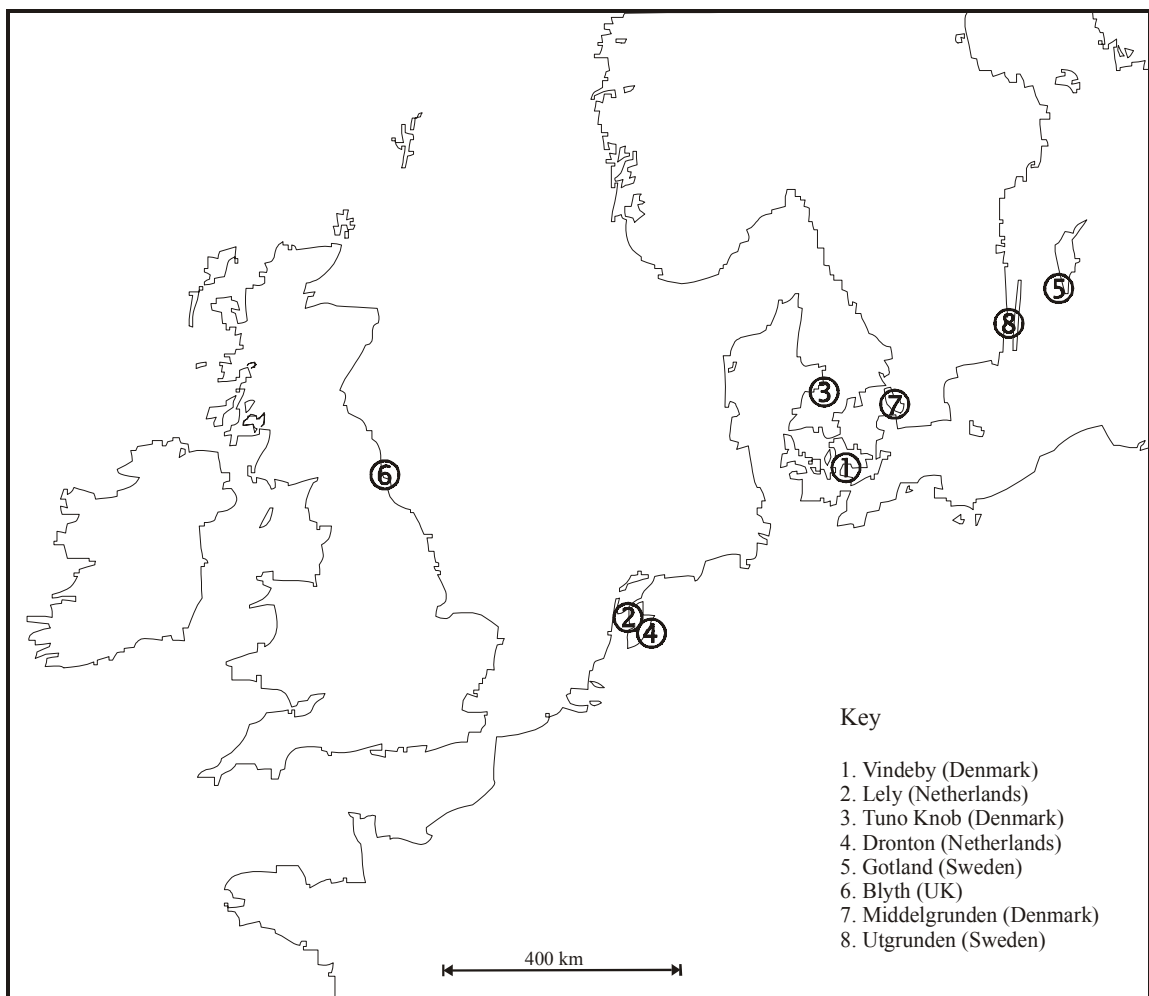 5
8
3
7
6
1
2
4
Key
1. Vindeby (Denmark)
2. Lely (Netherlands)
3. Tuno Knob (Denmark)
4. Dronton (Netherlands)
5. Gotland (Sweden)
6. Blyth (UK)
7. Middelgrunden (Denmark)
8. Utgrunden (Sweden)
400 km